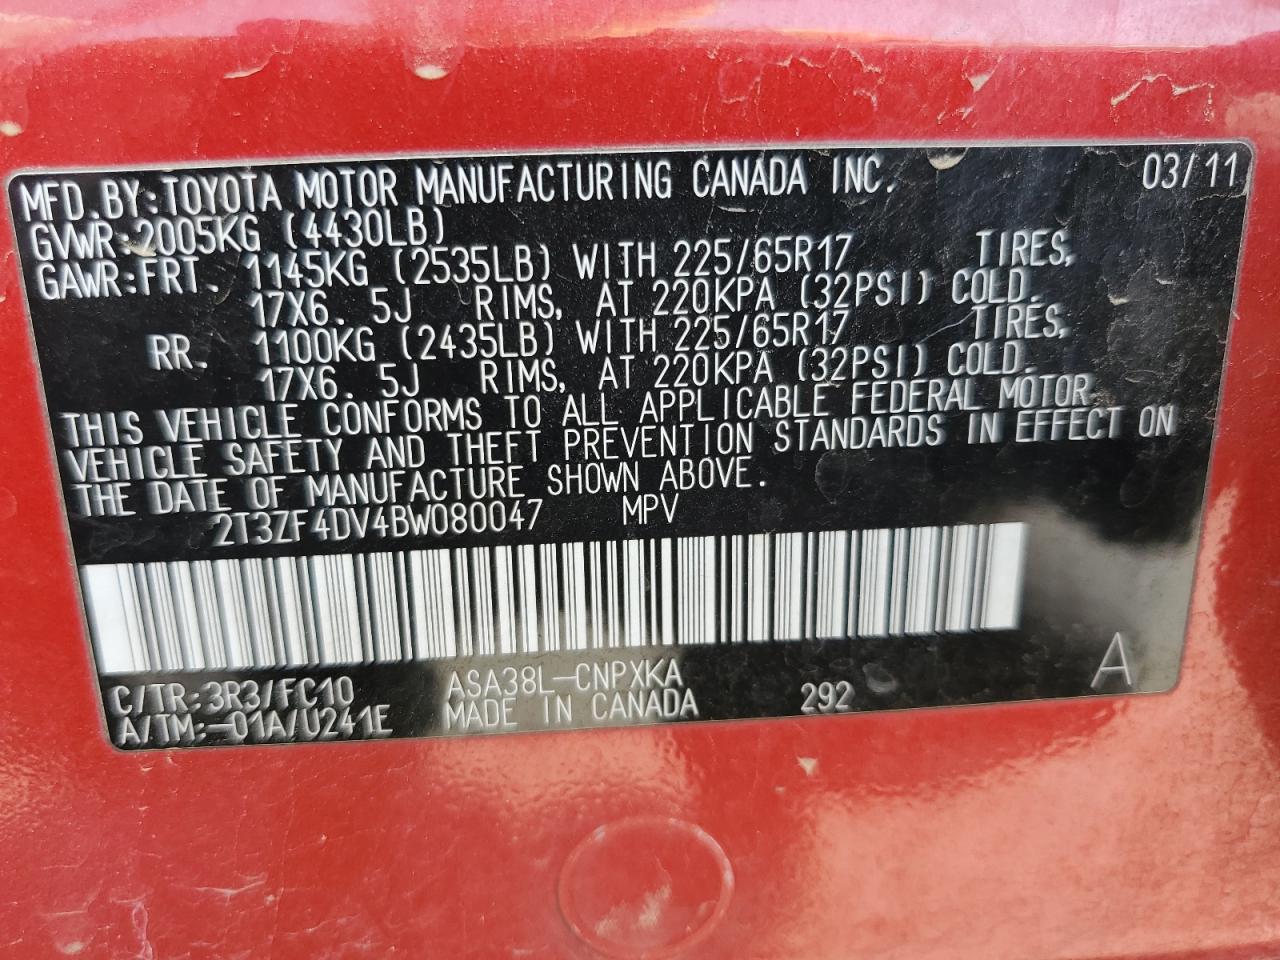 MFD.BY:TOYOTA MOTOR MANUFACTURING CANADA INC. 03/11
GVWR:2005KG (4430LB)
GAWR:FRT. 1145KG (2535LB) WITH 225/65R17 TIRES,
17X6. 5J RIMS, AT 220KPA (32PSI) COLD.
RR. 1100KG (2435LB) WITH 225/65R17 TIRES,
17X6. 5J RIMS, AT 220KPA (32PSI) COLD.
THIS VEHICLE CONFORMS TO ALL APPLICABLE FEDERAL MOTOR
VEHICLE SAFETY AND THEFT PREVENTION STANDARDS IN EFFECT ON
THE DATE OF MANUFACTURE SHOWN ABOVE.
2T3ZF4DV4BW080047 MPV
C/TR:3R3/FC10 ASA38L-CNPXKA A
A/TM:-01A/U241E MADE IN CANADA 292